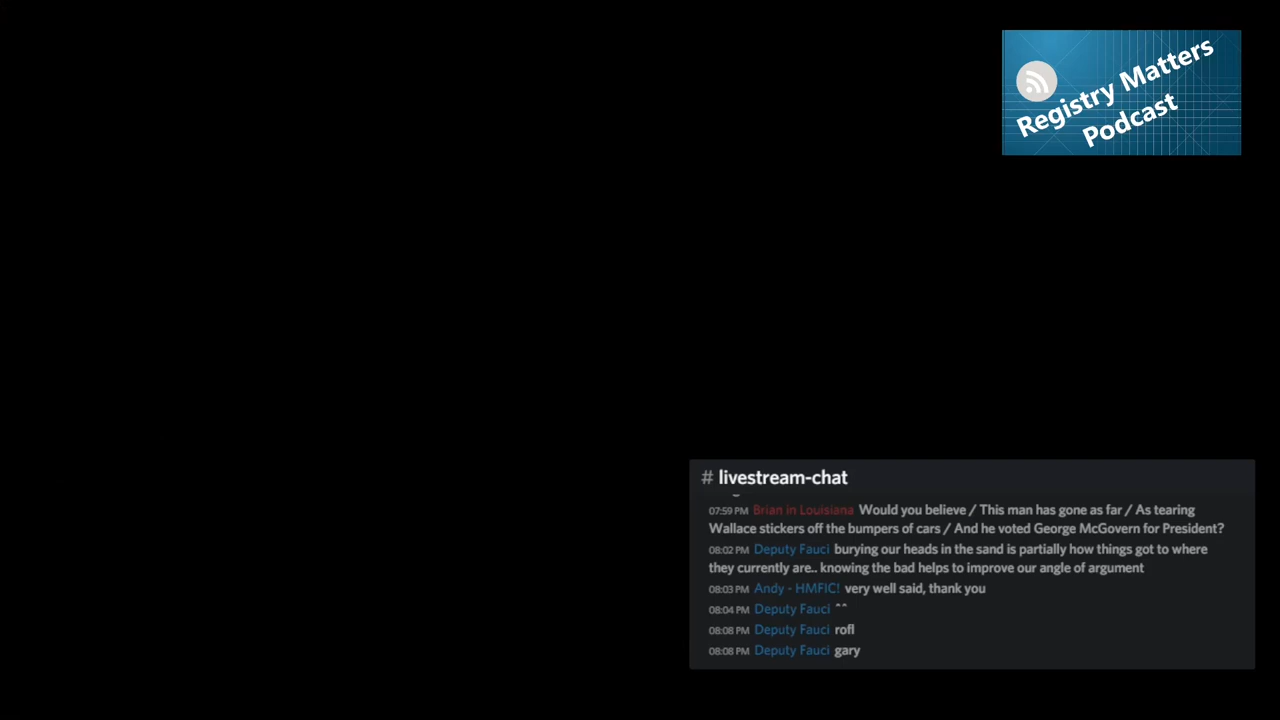 Registry Matters
Podcast
# livestream-chat
07:59 PM Brian in Louisiana Would you believe / This man has gone as far / As tearing
Wallace stickers off the bumpers of cars / And he voted George McGovern for President?
08:02 PM Deputy Fauci burying our heads in the sand is partially how things got to where
they currently are.. knowing the bad helps to improve our angle of argument
08:03 PM Andy - HMFIC! very well said, thank you
08:04 PM Deputy Fauci ^^
08:08 PM Deputy Fauci rofl
08:08 PM Deputy Fauci gary